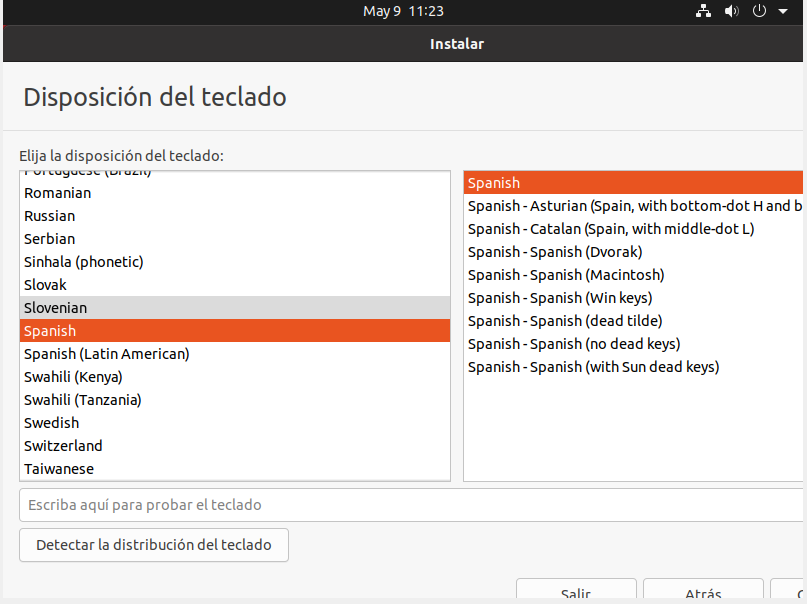 May 9 11:23
Instalar
Disposición del teclado
Elija la disposición del teclado:
Portuguese (Brazil)
Romanian
Russian
Serbian
Sinhala (phonetic)
Slovak
Slovenian
Spanish
Spanish (Latin American)
Swahili (Kenya)
Swahili (Tanzania)
Swedish
Switzerland
Taiwanese
Spanish
Spanish - Asturian (Spain, with bottom-dot H and b
Spanish - Catalan (Spain, with middle-dot L)
Spanish - Spanish (Dvorak)
Spanish - Spanish (Macintosh)
Spanish - Spanish (Win keys)
Spanish - Spanish (dead tilde)
Spanish - Spanish (no dead keys)
Spanish - Spanish (with Sun dead keys)
Escriba aquí para probar el teclado
Detectar la distribución del teclado
Salir
Atrás